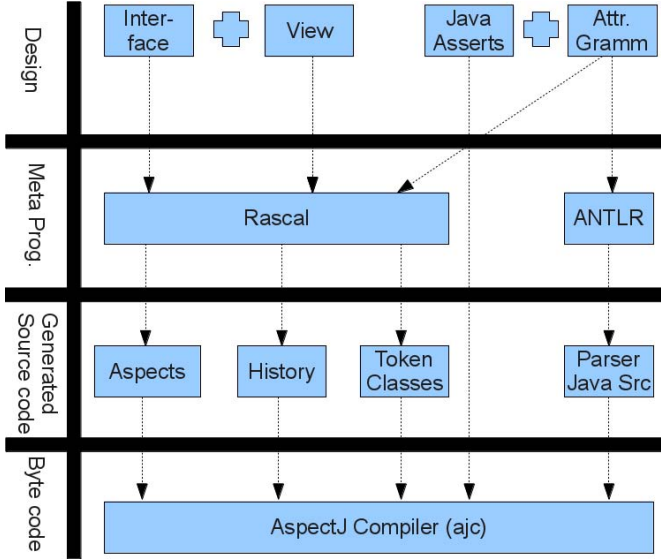 Design
Inter-
face
View
Java
Asserts
Attr.
Gramm
Meta Prog.
Rascal
ANTLR
Generated
Source code
Aspects
History
Token
Classes
Parser
Java Src
Byte code
AspectJ Compiler (ajc)